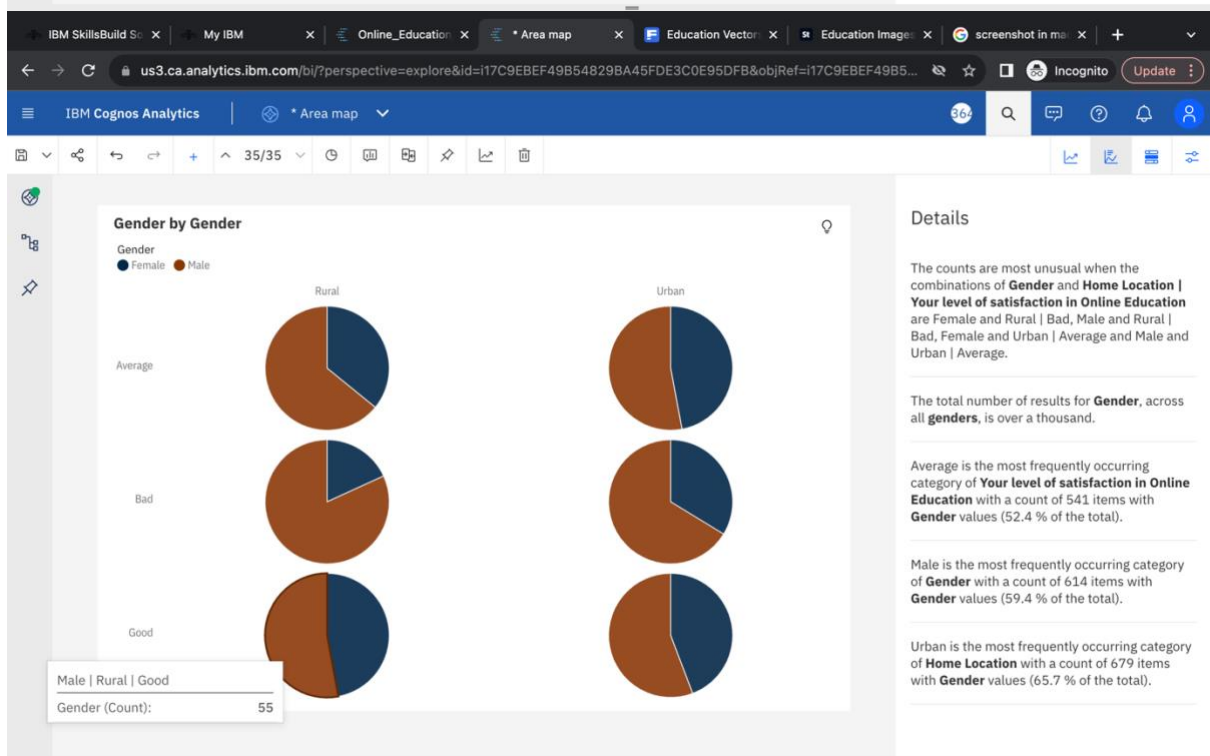 IBM SkillsBuild So
My IBM
Online_Education
* Area map
Education Vector
Education Image
screenshot in ma
us3.ca.analytics.ibm.com/bi/?perspective=explore&id=i17C9EBEF49B54829BA45FDE3C0E95DFB&objRef=i17C9EBEF49B5...
Incognito
Update
IBM Cognos Analytics
* Area map
364
35/35
Gender by Gender
Gender
Female Male
Rural Urban
Average
Bad
Good
Male | Rural | Good
Gender (Count): 55
Details
The counts are most unusual when the
combinations of Gender and Home Location |
Your level of satisfaction in Online Education
are Female and Rural | Bad, Male and Rural |
Bad, Female and Urban | Average and Male and
Urban | Average.
The total number of results for Gender, across
all genders, is over a thousand.
Average is the most frequently occurring
category of Your level of satisfaction in Online
Education with a count of 541 items with
Gender values (52.4 % of the total).
Male is the most frequently occurring category
of Gender with a count of 614 items with
Gender values (59.4 % of the total).
Urban is the most frequently occurring category
of Home Location with a count of 679 items
with Gender values (65.7 % of the total).